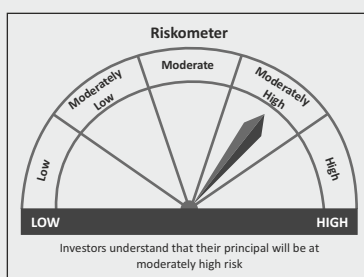 Riskometer
Low
Moderately
Low
Moderate
Moderately
High
High
LOW
HIGH
Investors understand that their principal will be at
moderately high risk